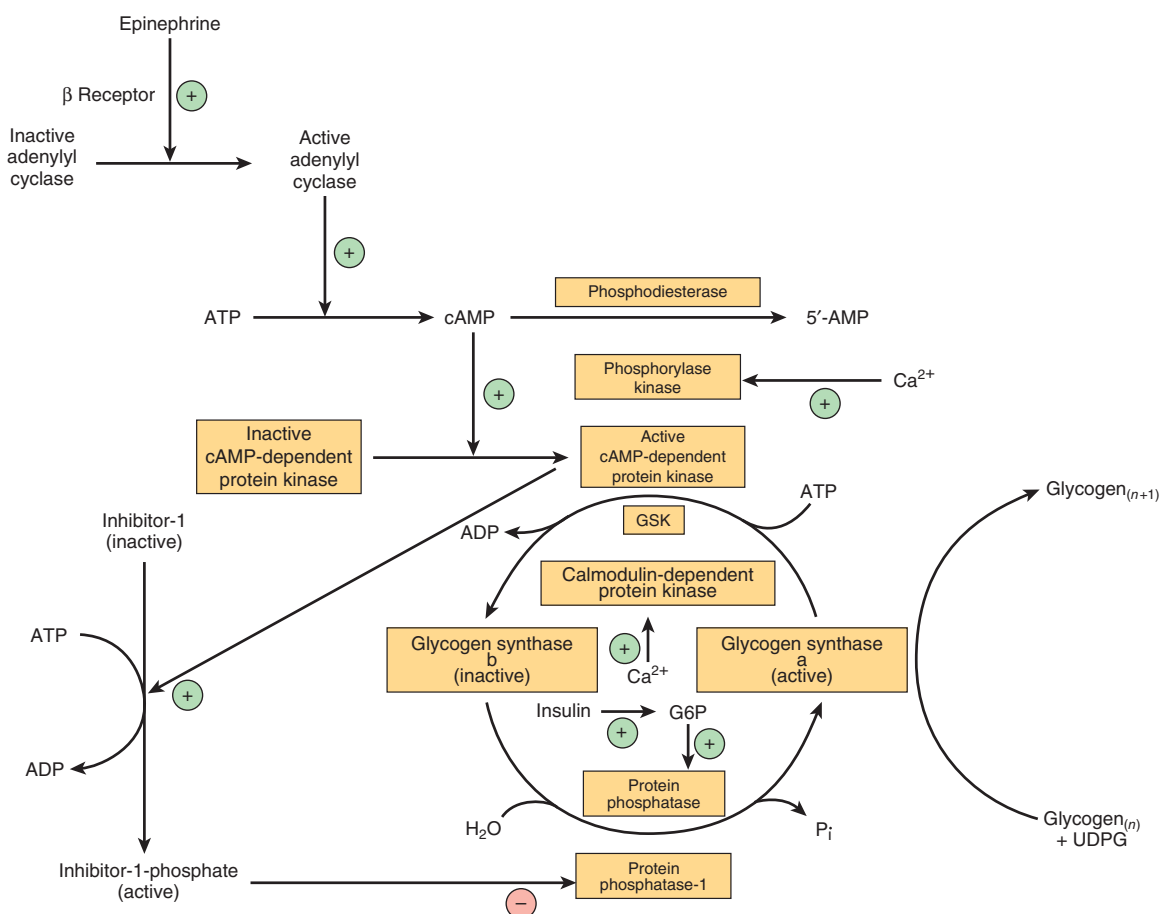 Epinephrine
β Receptor
+
Inactive
adenylyl
cyclase
Active
adenylyl
cyclase
+
Phosphodiesterase
ATP
cAMP
5′-AMP
Phosphorylase
kinase
Ca2+
+
+
Inactive
cAMP-dependent
protein kinase
Active
cAMP-dependent
protein kinase
ATP
Glycogen(n+1)
Inhibitor-1
(inactive)
ADP
GSK
Calmodulin-dependent
protein kinase
ATP
Glycogen synthase
b
(inactive)
+
Ca2+
Glycogen synthase
a
(active)
+
Insulin
+
G6P
+
ADP
Protein
phosphatase
H2O
Pi
Glycogen(n)
+ UDPG
Inhibitor-1-phosphate
(active)
−
Protein
phosphatase-1